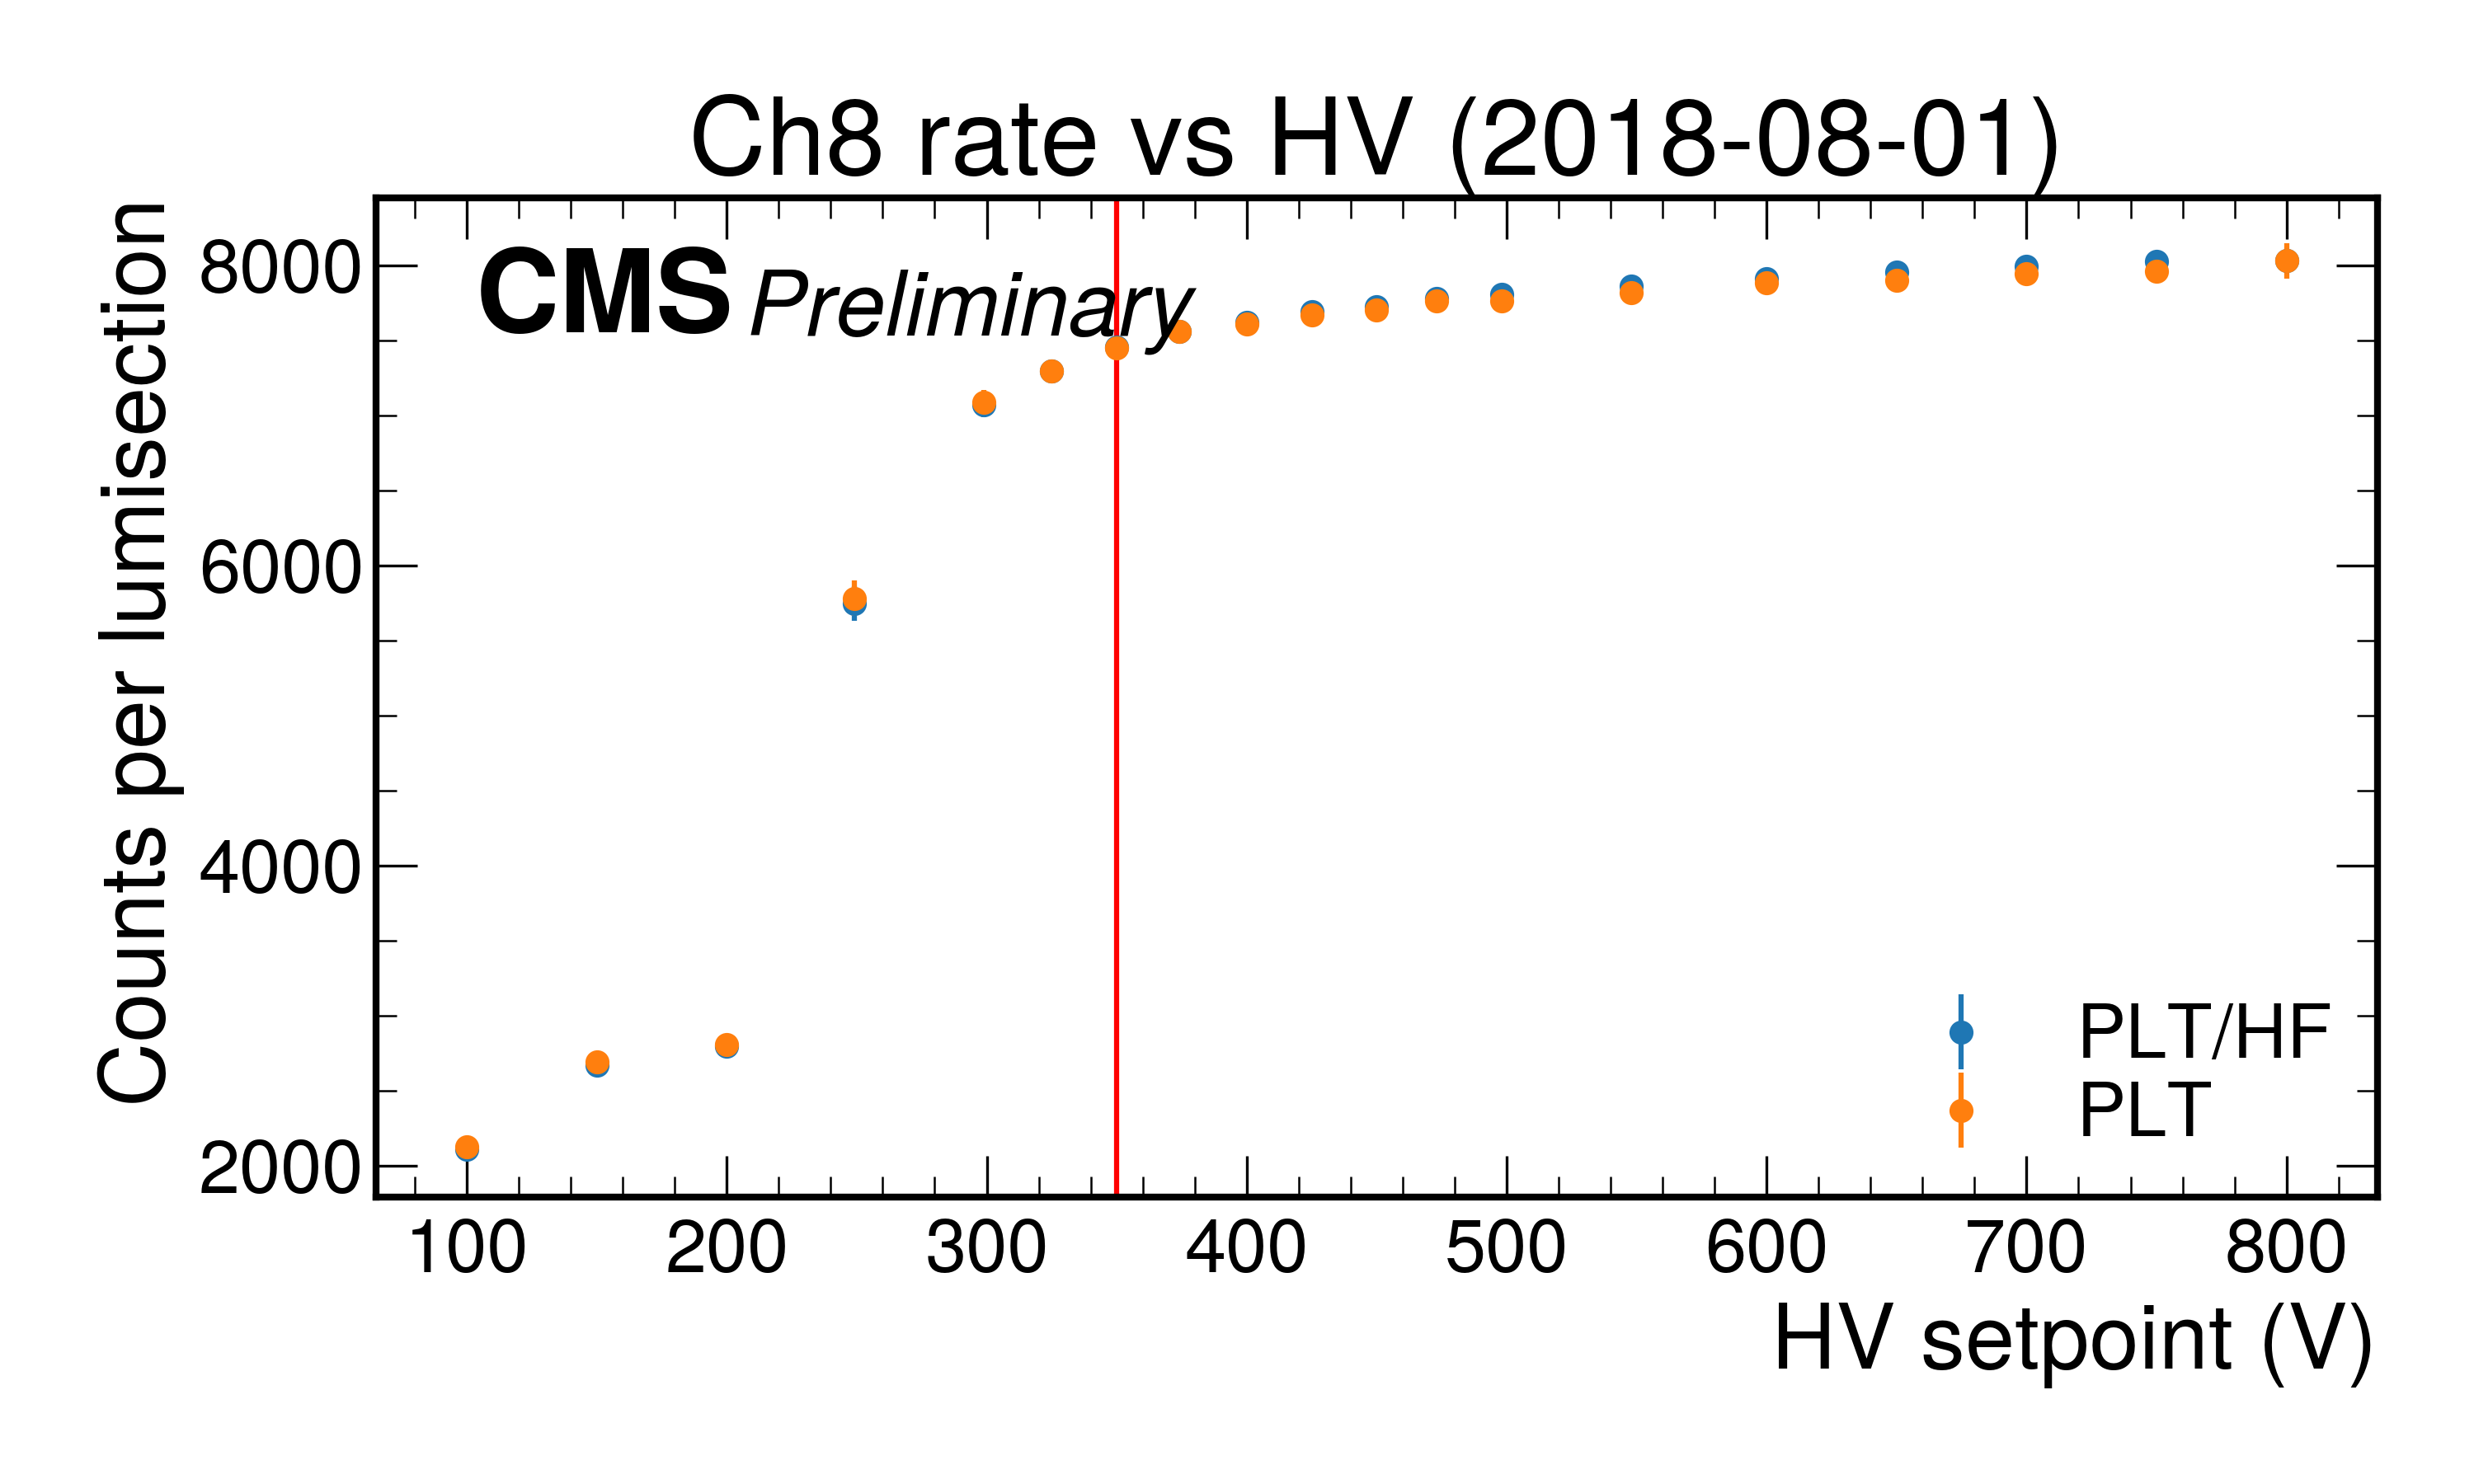 Ch8 rate vs HV (2018-08-01)
CMS Preliminary
Counts per lumisection
8000
6000
4000
2000
PLT/HF
PLT
100 200 300 400 500 600 700 800
HV setpoint (V)